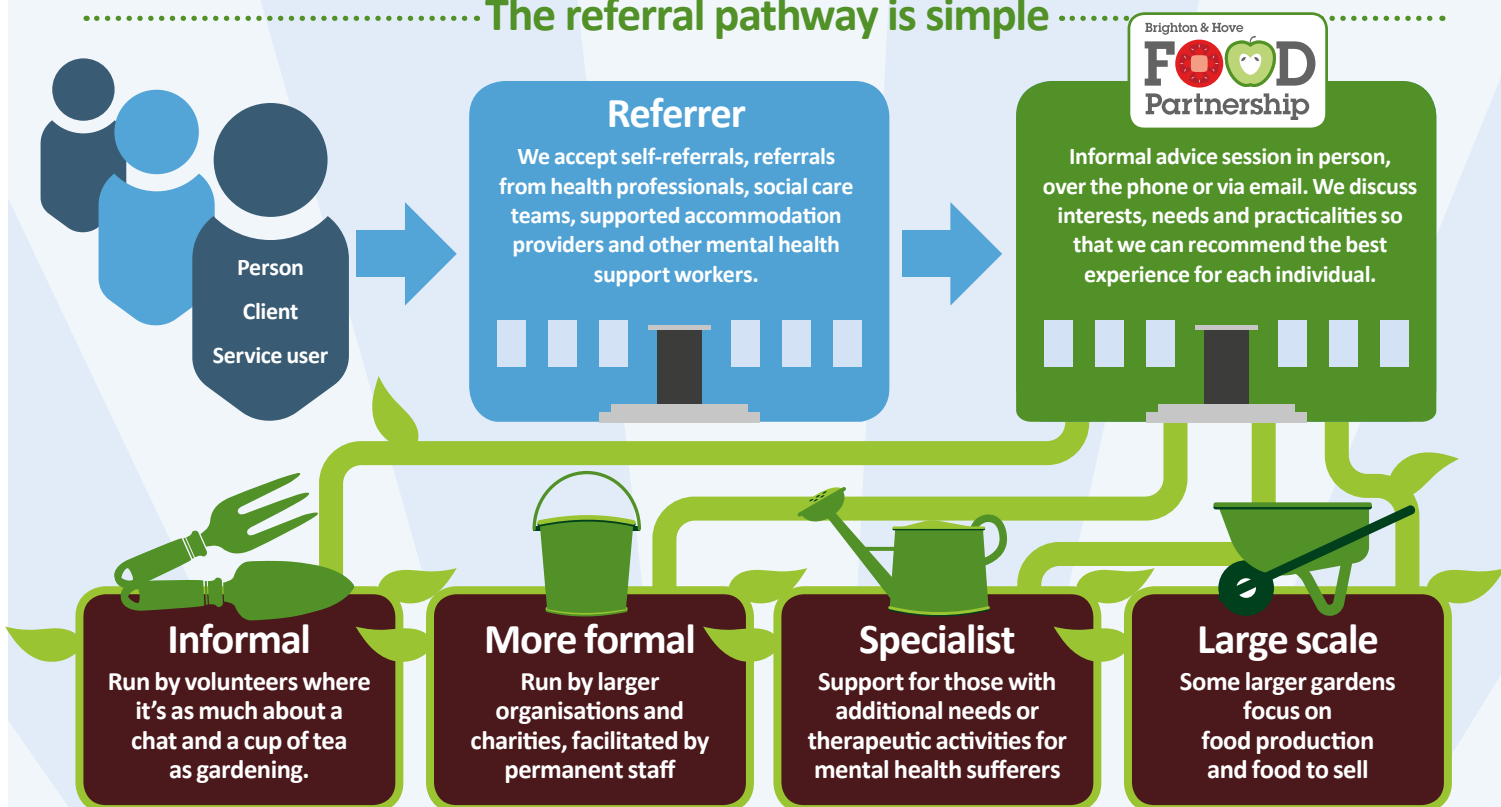 The referral pathway is simple
Brighton & Hove
FOOD
Partnership
Person
Client
Service user
Referrer
We accept self-referrals, referrals
from health professionals, social care
teams, supported accommodation
providers and other mental health
support workers.
Informal advice session in person,
over the phone or via email. We discuss
interests, needs and practicalities so
that we can recommend the best
experience for each individual.
Informal
Run by volunteers where
it's as much about a
chat and a cup of tea
as gardening.
More formal
Run by larger
organisations and
charities, facilitated by
permanent staff
Specialist
Support for those with
additional needs or
therapeutic activities for
mental health sufferers
Large scale
Some larger gardens
focus on
food production
and food to sell